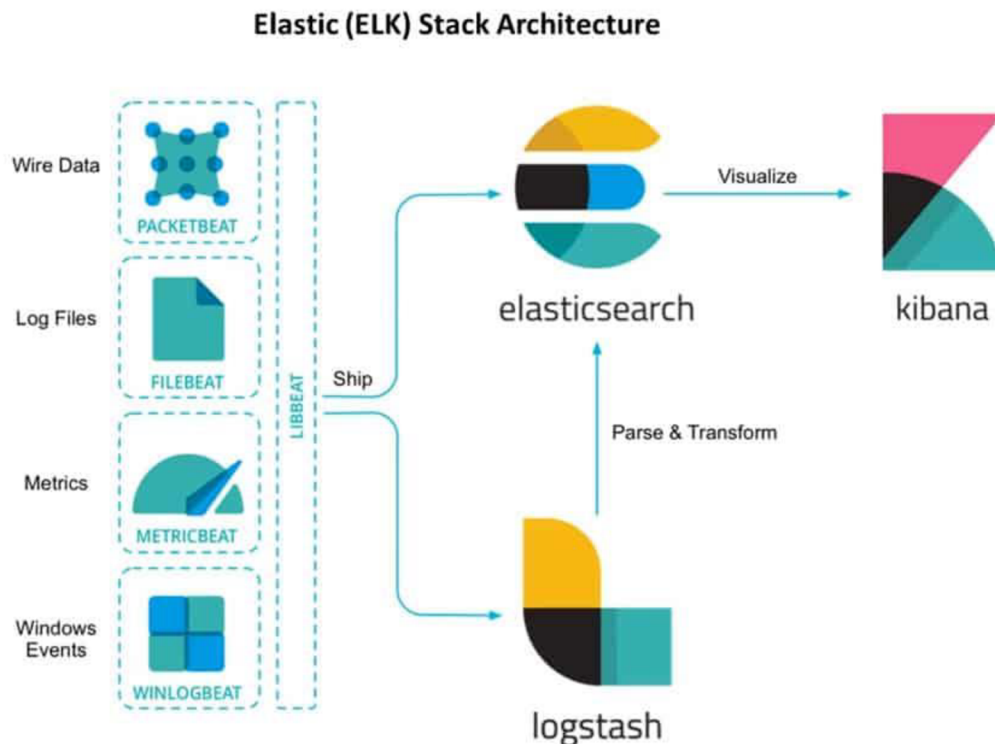 Elastic (ELK) Stack Architecture
Wire Data
PACKETBEAT
Log Files
FILEBEAT
Metrics
METRICBEAT
Windows
Events
WINLOGBEAT
LIBBEAT
Ship
elasticsearch
Visualize
kibana
Parse & Transform
logstash